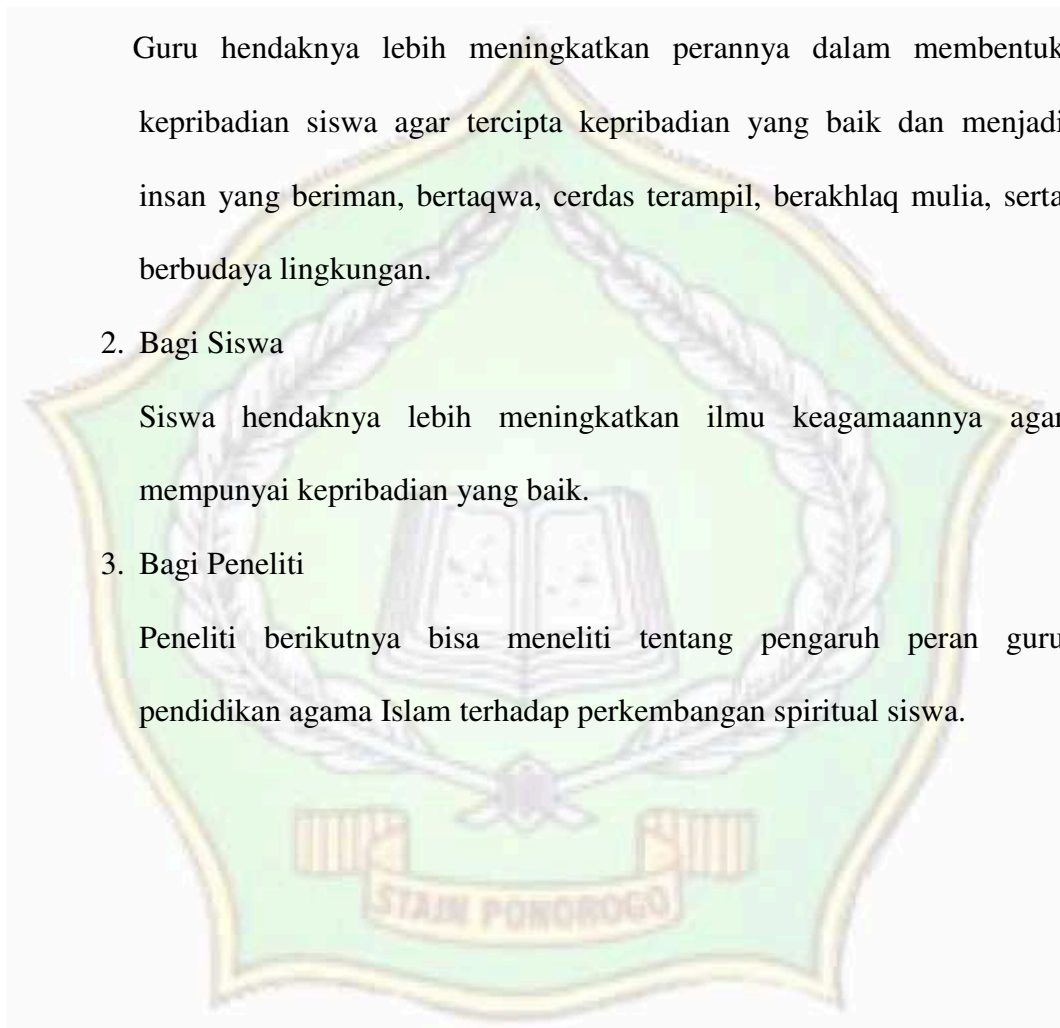 Guru hendaknya lebih meningkatkan perannya dalam membentuk
kepribadian siswa agar tercipta kepribadian yang baik dan menjadi
insan yang beriman, bertaqwa, cerdas terampil, berakhlaq mulia, serta
berbudaya lingkungan.
2. Bagi Siswa
Siswa hendaknya lebih meningkatkan ilmu keagamaannya agar
mempunyai kepribadian yang baik.
3. Bagi Peneliti
Peneliti berikutnya bisa meneliti tentang pengaruh peran guru
pendidikan agama Islam terhadap perkembangan spiritual siswa.
STAIN PONOROGO